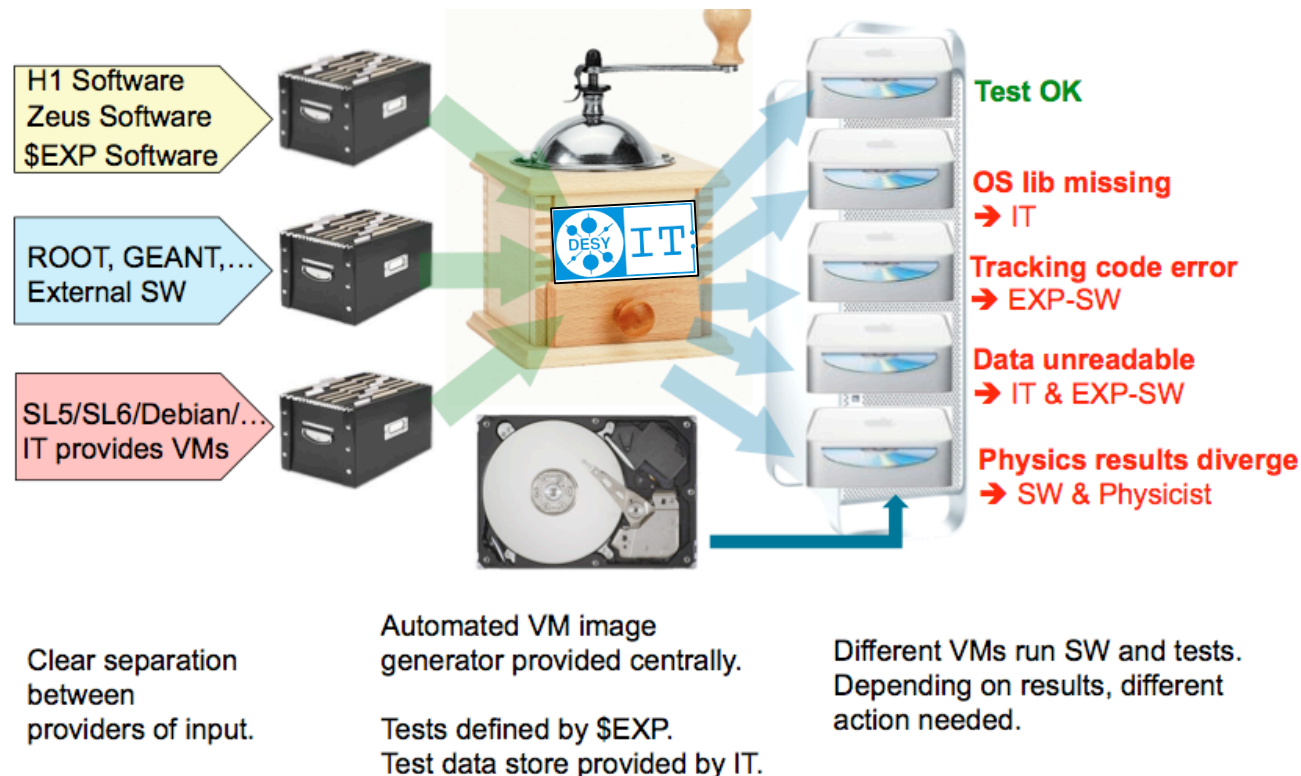 H1 Software
Zeus Software
$EXP Software
ROOT, GEANT,…
External SW
SL5/SL6/Debian/…
IT provides VMs
DESY
IT
Test OK
OS lib missing
➔ IT
Tracking code error
➔ EXP-SW
Data unreadable
➔ IT & EXP-SW
Physics results diverge
➔ SW & Physicist
Clear separation
between
providers of input.
Automated VM image
generator provided centrally.
Tests defined by $EXP.
Test data store provided by IT.
Different VMs run SW and tests.
Depending on results, different
action needed.